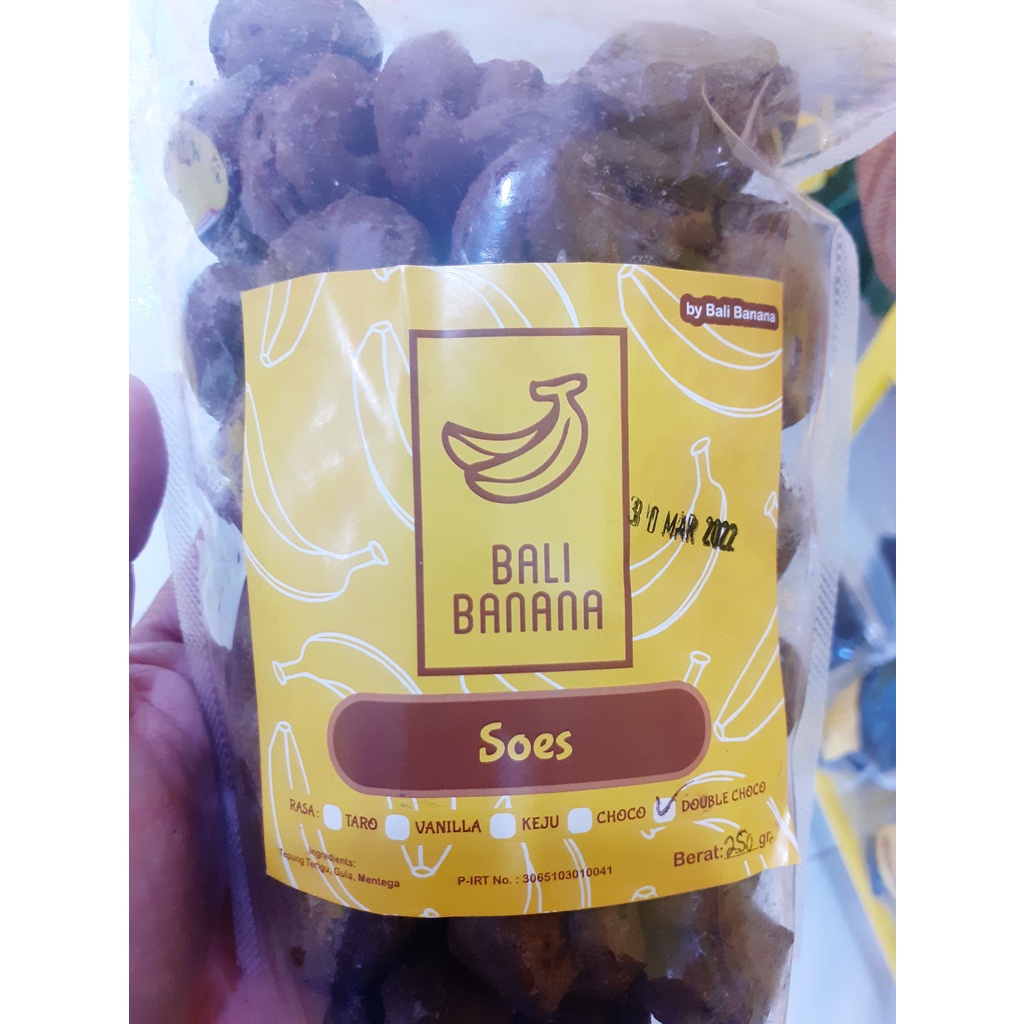 by Bali Banana
BALI
BANANA
30 MAR 2022
Soes
RASA: TARO VANILLA KEJU CHOCO DOUBLE CHOCO
Ingredients:
Tepung Terigu, Gula, Mentega
P-IRT No. : 3065103010041
Berat: 250 gr.